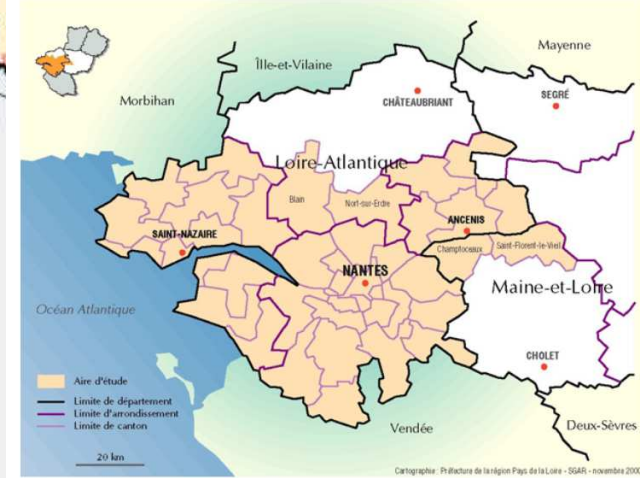 Mayenne
Îlle-et-Vilaine
Morbihan
CHÂTEAUBRIANT
SEGRÉ
Loire-Atlantique
Blain
Nort-sur-Erdre
ANCENIS
SAINT-NAZAIRE
Champtoceaux
Saint-Florent-le-Vieil
NANTES
Maine-et-Loire
Océan Atlantique
CHOLET
Aire d'étude
Limite de département
Limite d'arrondissement
Limite de canton
Vendée
Deux-Sèvres
20 km
Cartographie : Préfecture de la région Pays de la Loire - SGAR - novembre 200